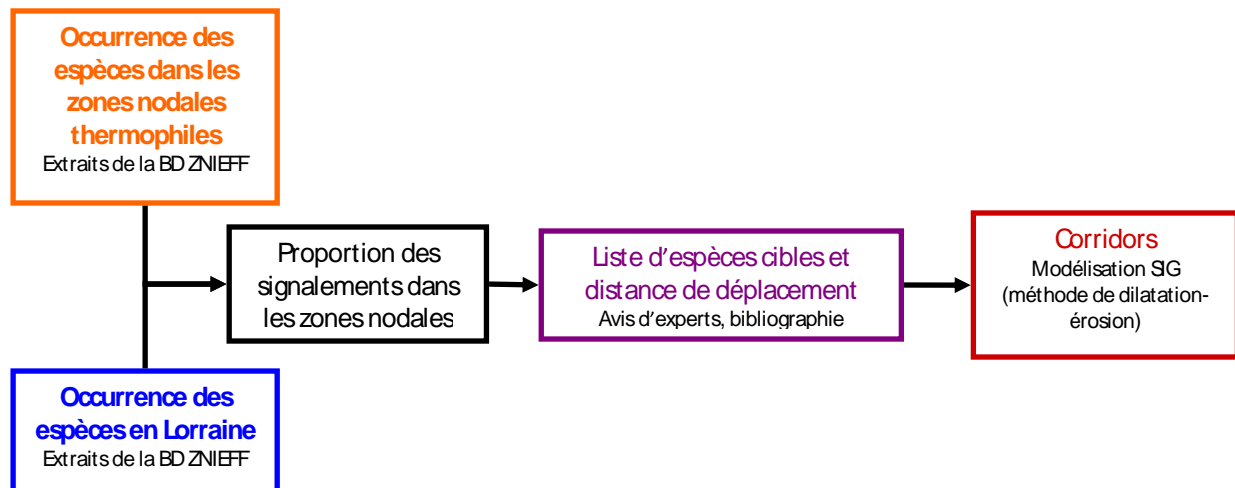 Occurrence des
espèces dans les
zones nodales
thermophiles
Extraits de la BD ZNIEFF
Proportion des
signalements dans
les zones nodales
Liste d'espèces cibles et
distance de déplacement
Avis d'experts, bibliographie
Corridors
Modélisation SIG
(méthode de dilatation-
érosion)
Occurrence des
espèces en Lorraine
Extraits de la BD ZNIEFF